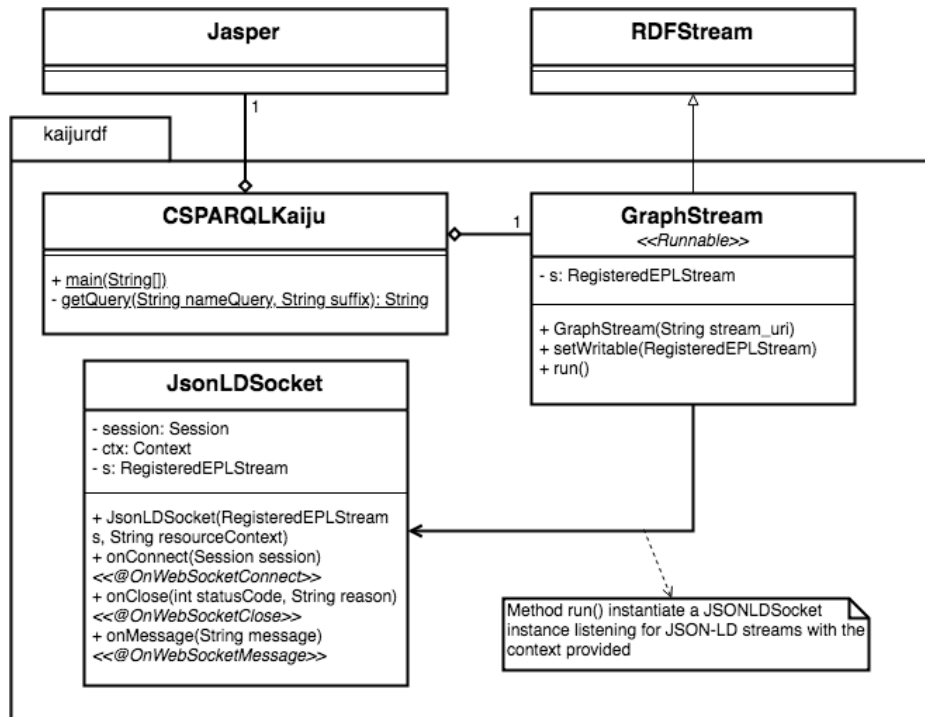 Jasper
RDFStream
1
kaijurdf
CSPARQLKaiju
+ main(String[])
- getQuery(String nameQuery, String suffix): String
1
GraphStream
<<Runnable>>
- s: RegisteredEPLStream
+ GraphStream(String stream_uri)
+ setWritable(RegisteredEPLStream)
+ run()
JsonLDSocket
- session: Session
- ctx: Context
- s: RegisteredEPLStream
+ JsonLDSocket(RegisteredEPLStream
s, String resourceContext)
+ onConnect(Session session)
<<@OnWebSocketConnect>>
+ onClose(int statusCode, String reason)
<<@OnWebSocketClose>>
+ onMessage(String message)
<<@OnWebSocketMessage>>
Method run() instantiate a JSONLDSocket
instance listening for JSON-LD streams with the
context provided